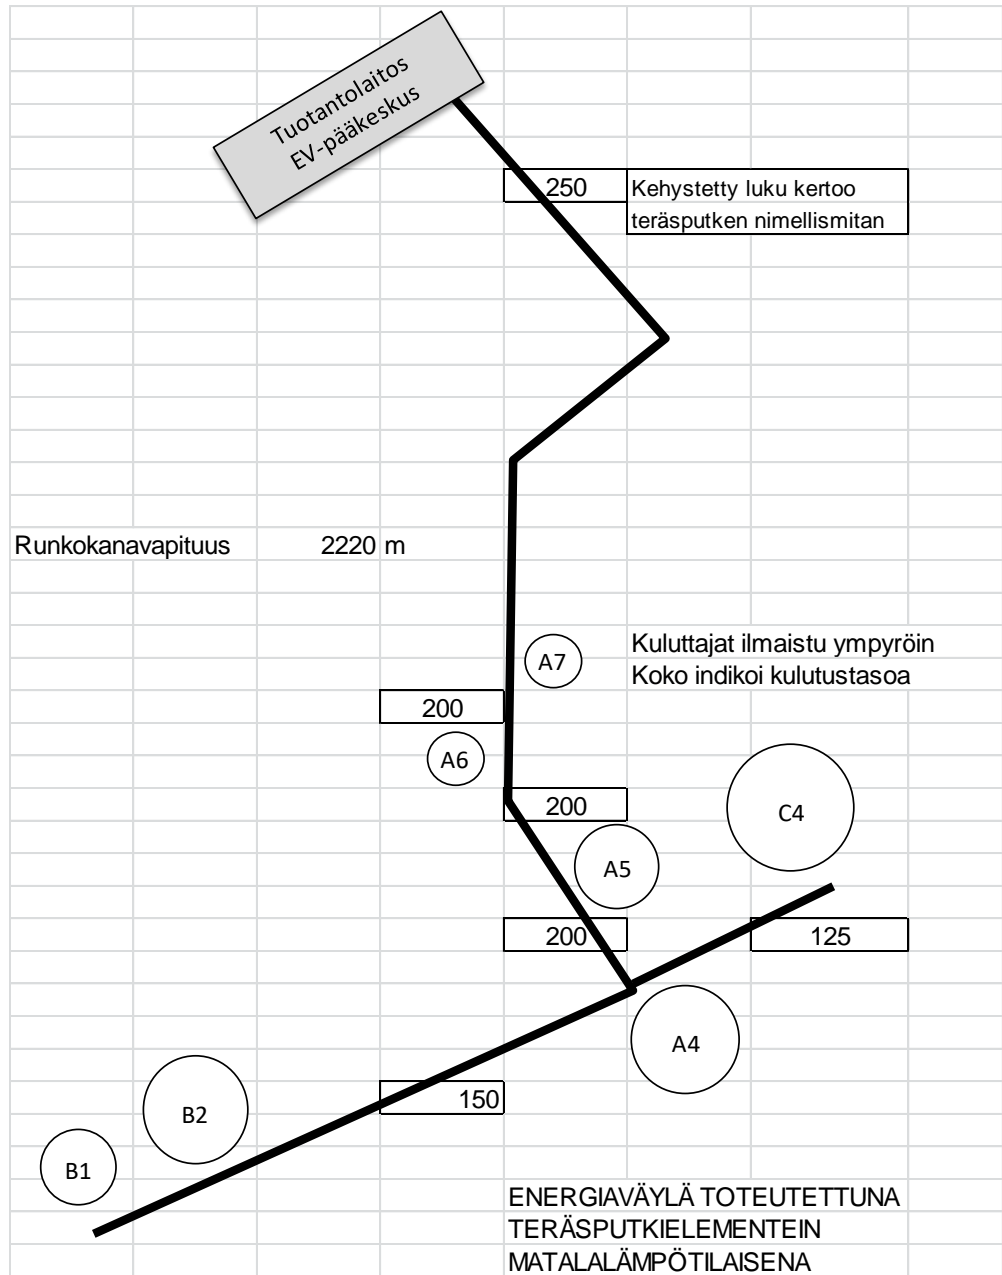 Tuotantolaitos
EV-pääkeskus
250
Kehystetty luku kertoo
teräsputken nimellismitan
Runkokanavapituus 2220 m
A7
Kuluttajat ilmaistu ympyröin
Koko indikoi kulutustasoa
200
A6
200
C4
A5
200
125
A4
150
B2
B1
ENERGIAVÄYLÄ TOTEUTETTUNA
TERÄSPUTKIELEMENTEIN
MATALALÄMPÖTILAISENA